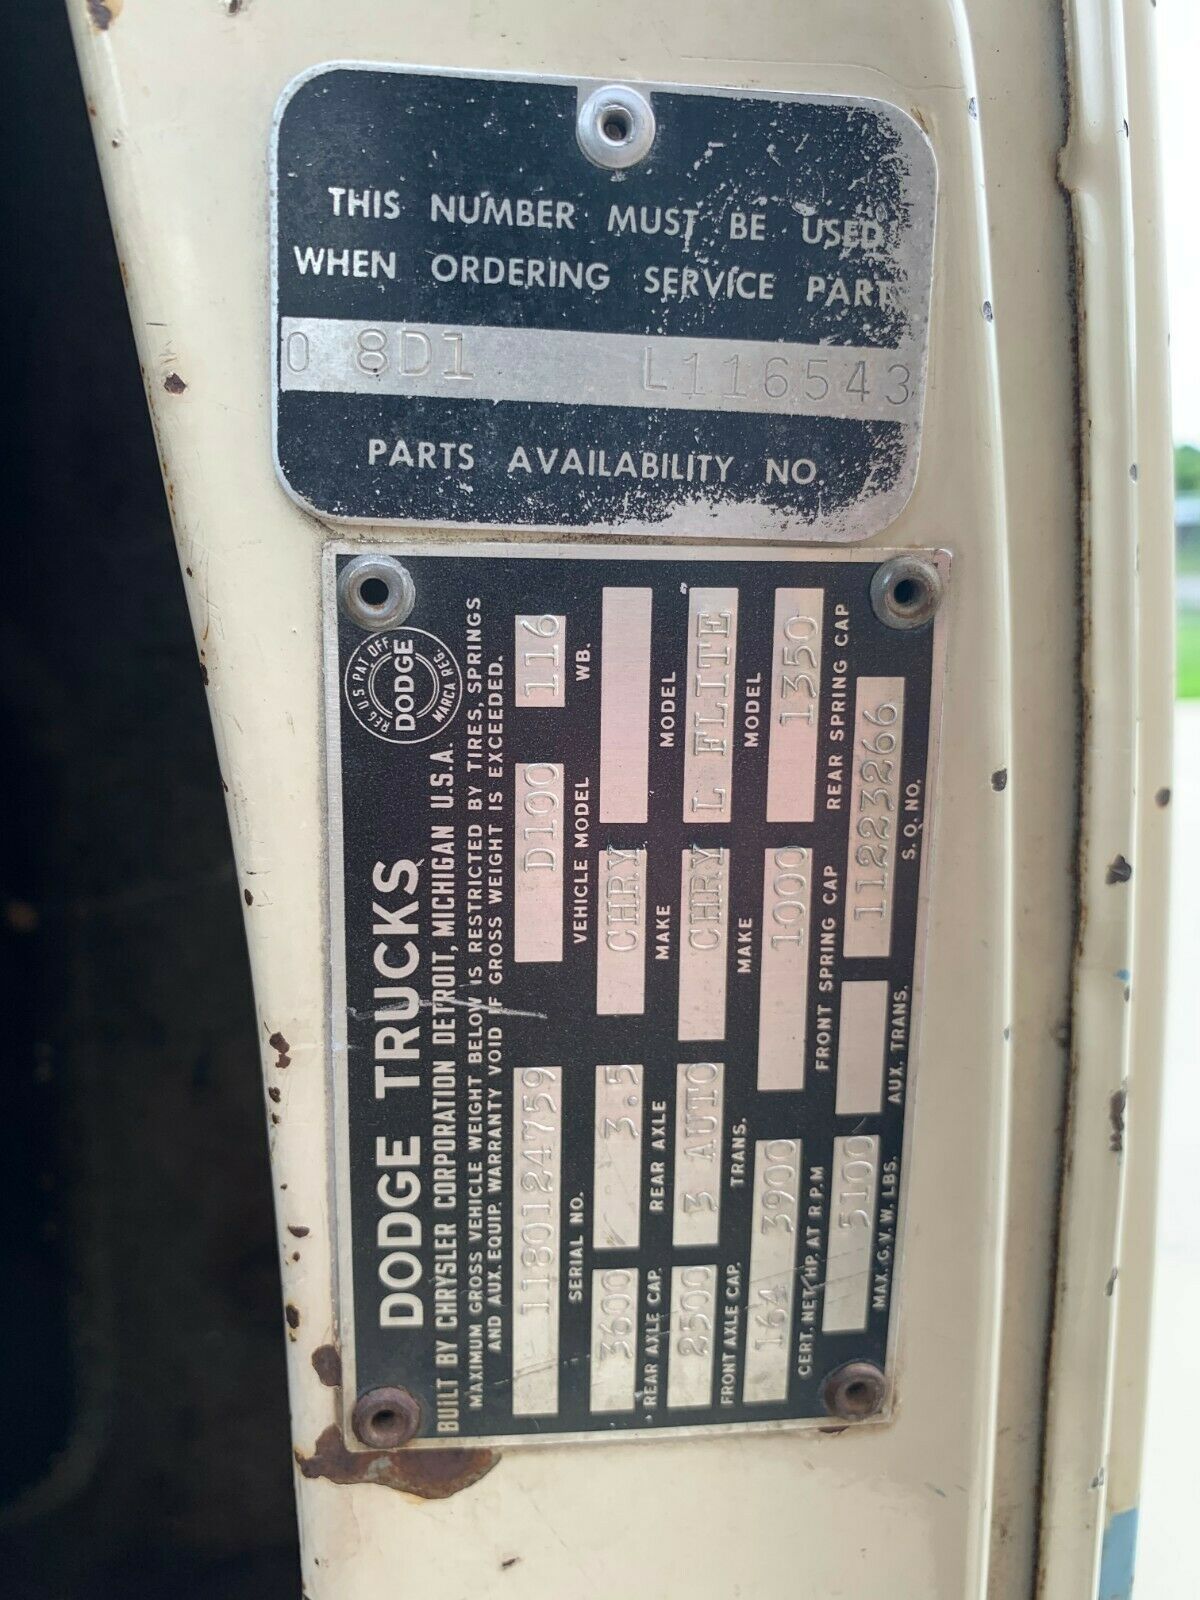 THIS NUMBER MUST BE USED
WHEN ORDERING SERVICE PART
0 8D1 L116543
PARTS AVAILABILITY NO.
DODGE TRUCKS
REG U S PAT OFF.
DODGE
MARCA REG.
BUILT BY CHRYSLER CORPORATION DETROIT, MICHIGAN U.S.A.
MAXIMUM GROSS VEHICLE WEIGHT BELOW IS RESTRICTED BY TIRES, SPRINGS
AND AUX. EQUIP. WARRANTY VOID IF GROSS WEIGHT IS EXCEEDED.
1180124759 D100 116
SERIAL NO. VEHICLE MODEL WB.
3600 3.5 CHRY
REAR AXLE CAP. REAR AXLE MAKE MODEL
2500 3 AUTO CHRY L FLITE
FRONT AXLE CAP. TRANS. MAKE MODEL
164 3900 1000 1350
CERT. NET HP. AT R.P.M FRONT SPRING CAP REAR SPRING CAP
5100 11223266
MAX. G.V.W. LBS. AUX. TRANS. S.O. NO.